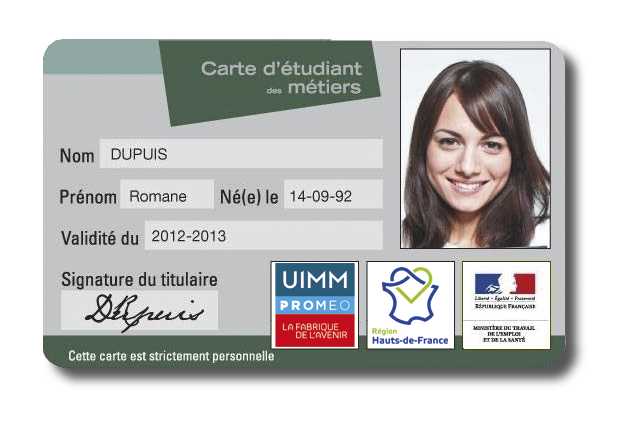 Carte d'étudiant
des métiers
Nom DUPUIS
Prénom Romane Né(e) le 14-09-92
Validité du 2012-2013
Signature du titulaire
DRpuis
UIMM
PROMEO
LA FABRIQUE
DE L'AVENIR
Région
Hauts-de-France
Liberté • Égalité • Fraternité
RÉPUBLIQUE FRANÇAISE
MINISTÈRE DU TRAVAIL
DE L'EMPLOI
ET DE LA SANTÉ
Cette carte est strictement personnelle